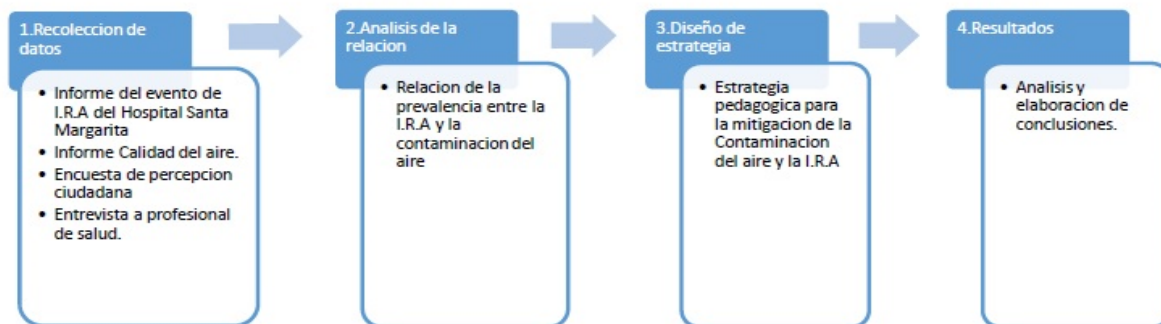 1.Recoleccion de
datos
• Informe del evento de
I.R.A del Hospital Santa
Margarita
• Informe Calidad del aire.
• Encuesta de percepcion
ciudadana
• Entrevista a profesional
de salud.
2.Analisis de la
relacion
• Relacion de la
prevalencia entre la
I.R.A y la
contaminacion del
aire
3.Diseño de
estrategia
• Estrategia
pedagogica para
la mitigacion de la
Contaminacion
del aire y la I.R.A
4.Resultados
• Analisis y
elaboracion de
conclusiones.